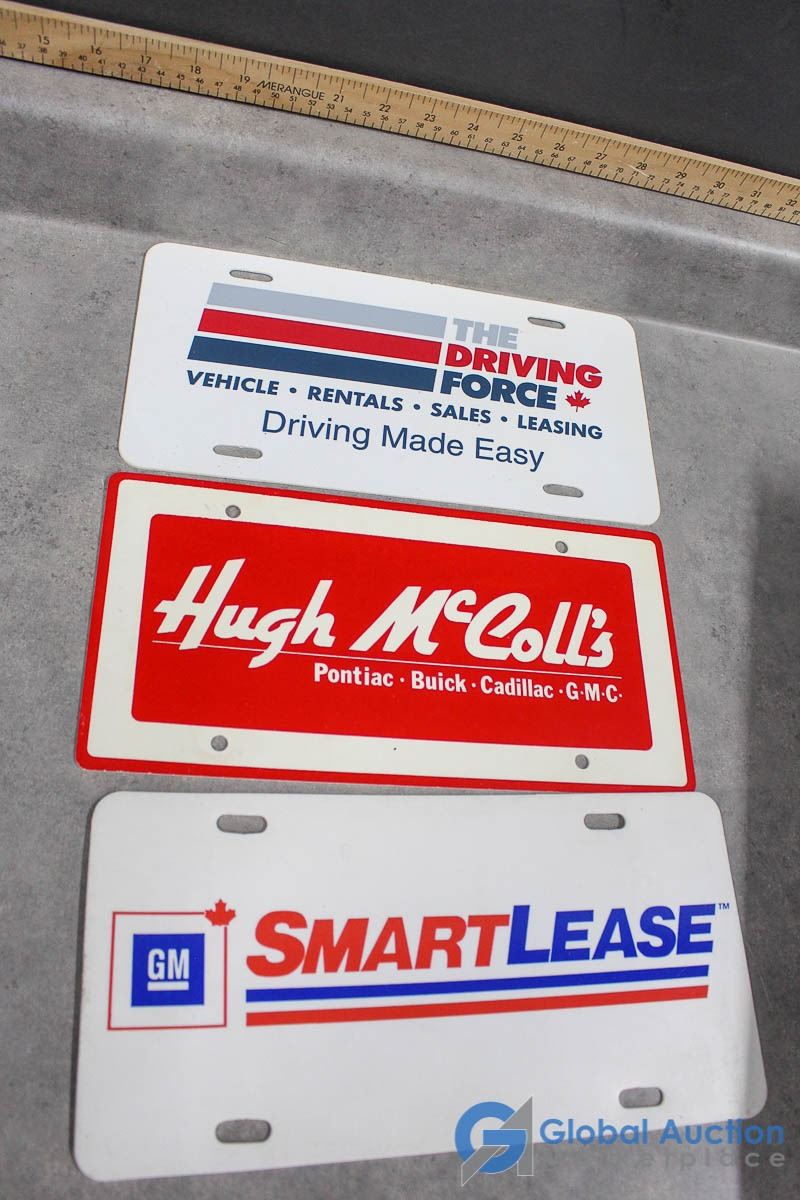 MERANGUE
THE
DRIVING
FORCE
VEHICLE • RENTALS • SALES • LEASING
Driving Made Easy
Hugh McColl's
Pontiac · Buick · Cadillac · G·M·C·
GM
SMARTLEASE™
Global Auction